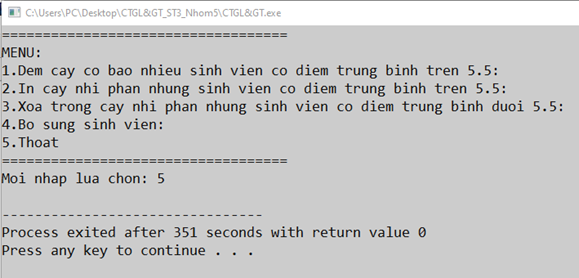 C:\Users\PC\Desktop\CTGL&GT_ST3_Nhom5\CTGL&GT.exe
==================================
MENU:
1.Dem cay co bao nhieu sinh vien co diem trung binh tren 5.5:
2.In cay nhi phan nhung sinh vien co diem trung binh tren 5.5:
3.Xoa trong cay nhi phan nhung sinh vien co diem trung binh duoi 5.5:
4.Bo sung sinh vien:
5.Thoat
==================================
Moi nhap lua chon: 5
--------------------------------
Process exited after 351 seconds with return value 0
Press any key to continue . . .